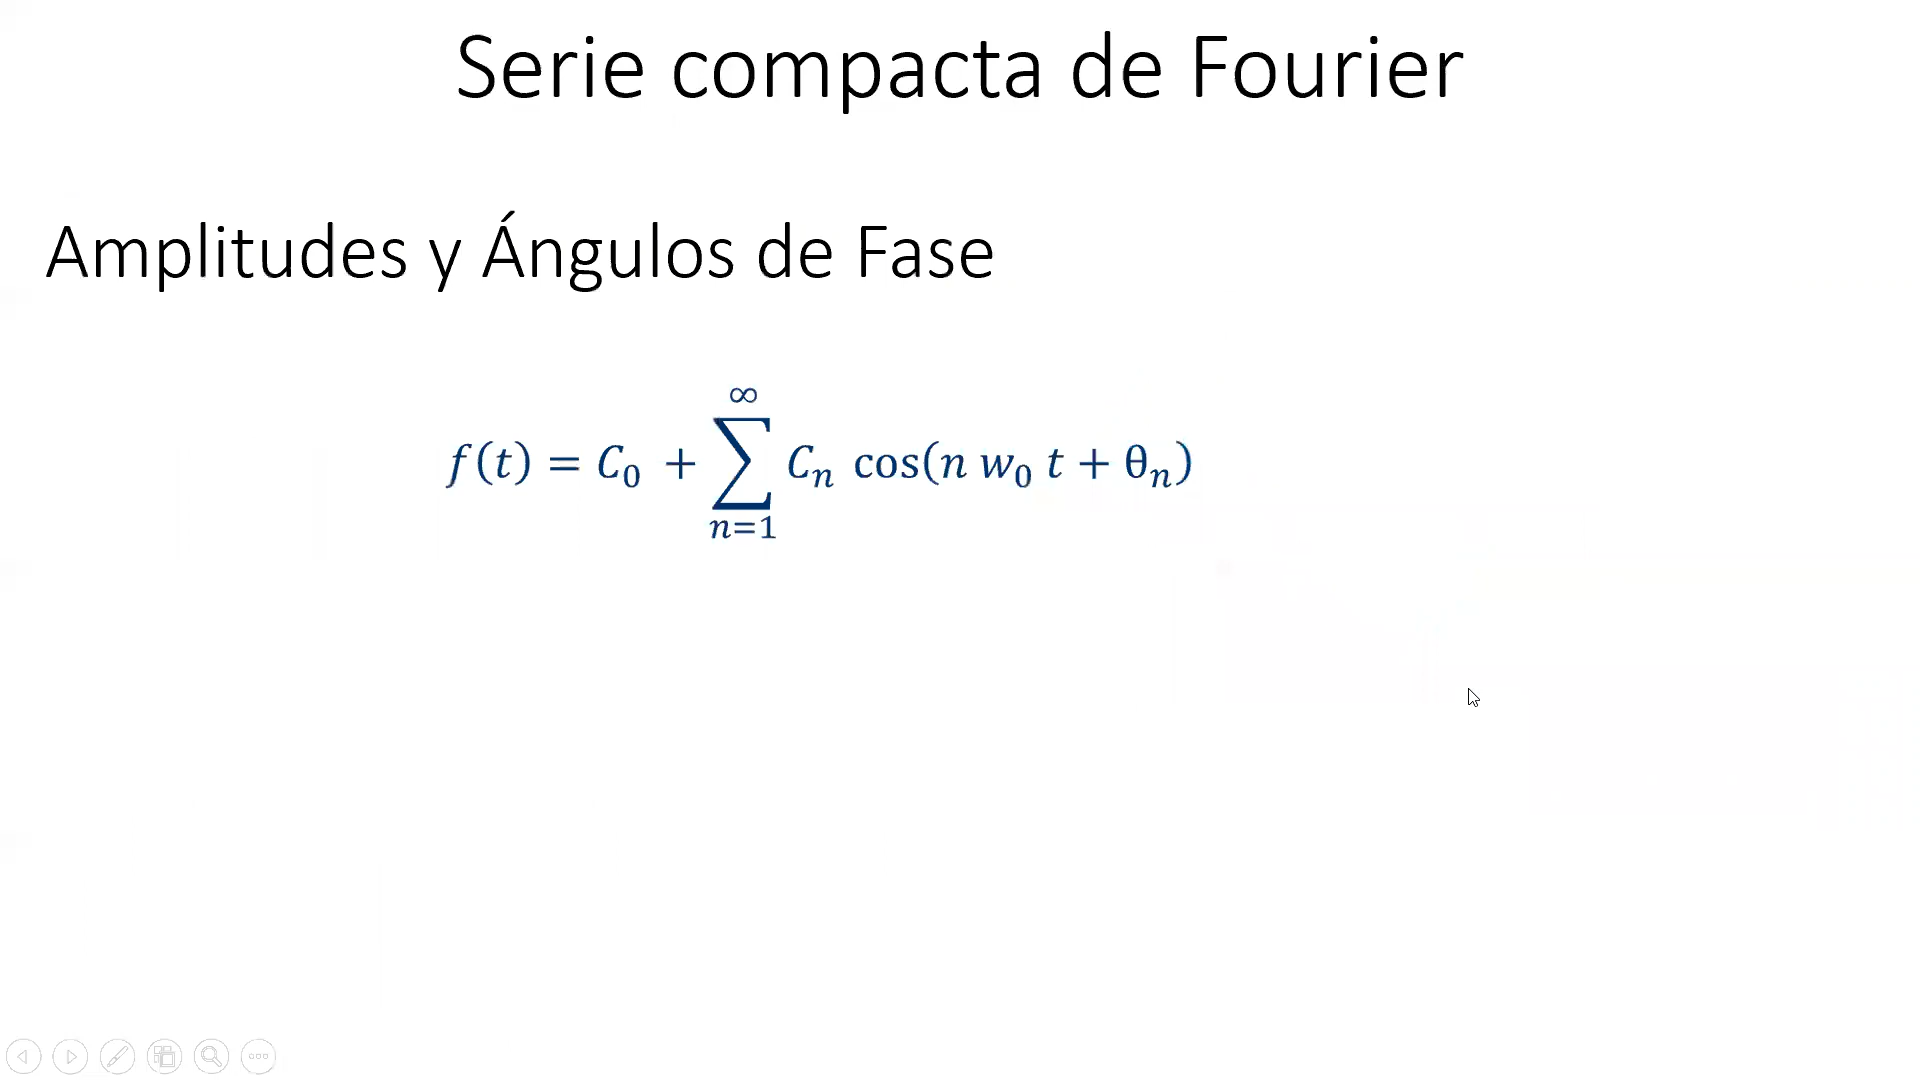 Serie compacta de Fourier
Amplitudes y Ángulos de Fase
f(t) = C₀ + ∑_{n=1}^{∞} Cₙ cos(n w₀ t + θₙ)